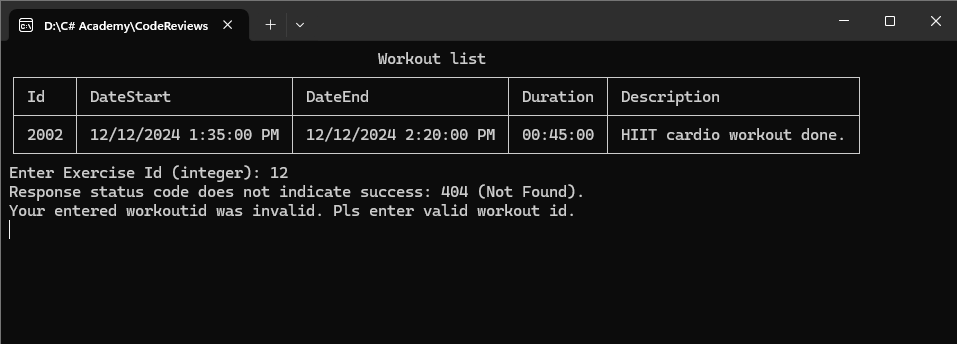 D:\C# Academy\CodeReviews
Workout list
Id DateStart DateEnd Duration Description
2002 12/12/2024 1:35:00 PM 12/12/2024 2:20:00 PM 00:45:00 HIIT cardio workout done.
Enter Exercise Id (integer): 12
Response status code does not indicate success: 404 (Not Found).
Your entered workoutid was invalid. Pls enter valid workout id.